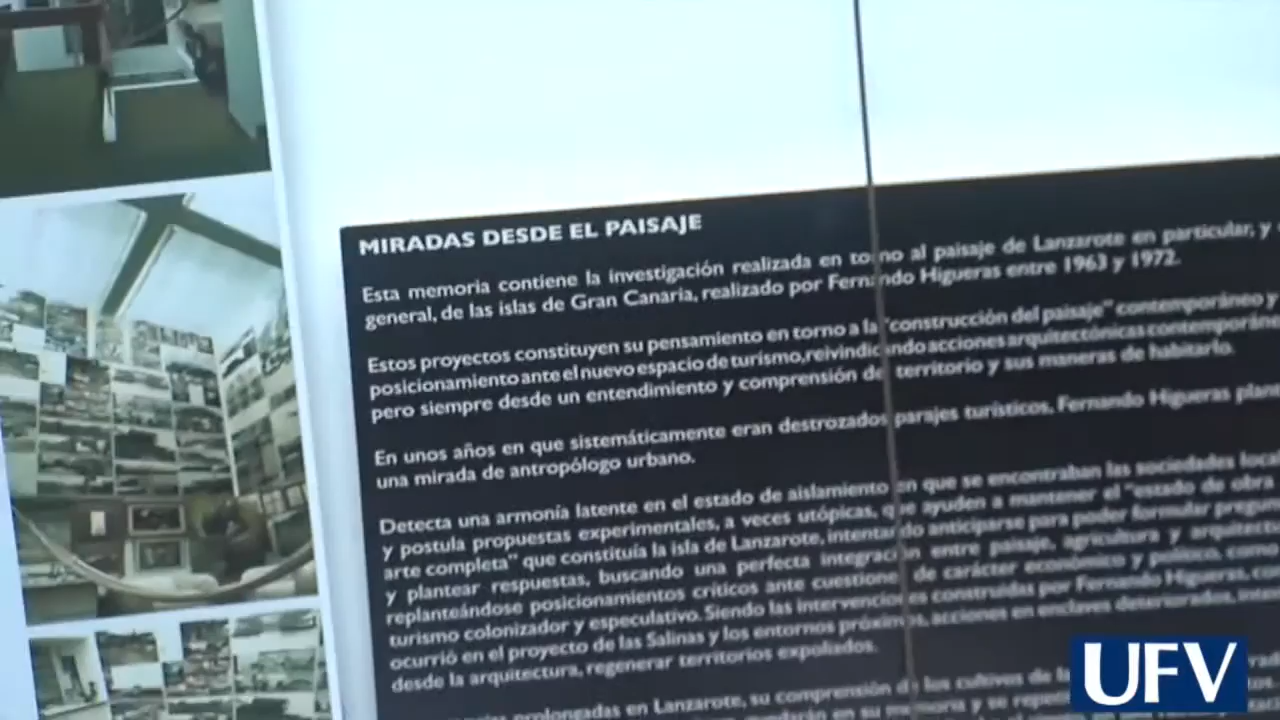 MIRADAS DESDE EL PAISAJE
Esta memoria contiene la investigación realizada en torno al paisaje de Lanzarote en particular, y
general, de las islas de Gran Canaria, realizado por Fernando Higueras entre 1963 y 1972.
Estos proyectos constituyen su pensamiento en torno a la "construcción del paisaje" contemporáneo y
posicionamiento ante el nuevo espacio de turismo, reivindicando acciones arquitectónicas
pero siempre desde un entendimiento y comprensión del territorio y sus maneras de habitarlo.
En unos años en que sistemáticamente eran destrozados parajes turísticos, Fernando Higueras
una mirada de antropólogo urbano.
Detecta una armonía latente en el estado de aislamiento en que se encontraban las sociedades
y postula propuestas experimentales, a veces utópicas, que ayuden a mantener el "estado de obra
arte completa" que constituía la isla de Lanzarote, intentando anticiparse para poder formular
y plantear respuestas, buscando una perfecta integración entre paisaje, agricultura y
replanteándose posicionamientos críticos ante cuestiones de carácter económico y político, como
turismo colonizador y especulativo. Siendo las intervenciones construidas por Fernando Higueras,
ocurrió en el proyecto de las Salinas y los entornos próximos, acciones en enclaves deteriorados,
desde la arquitectura, regenerar territorios expoliados.
prolongadas en Lanzarote, su comprensión de los cultivos de
UFV